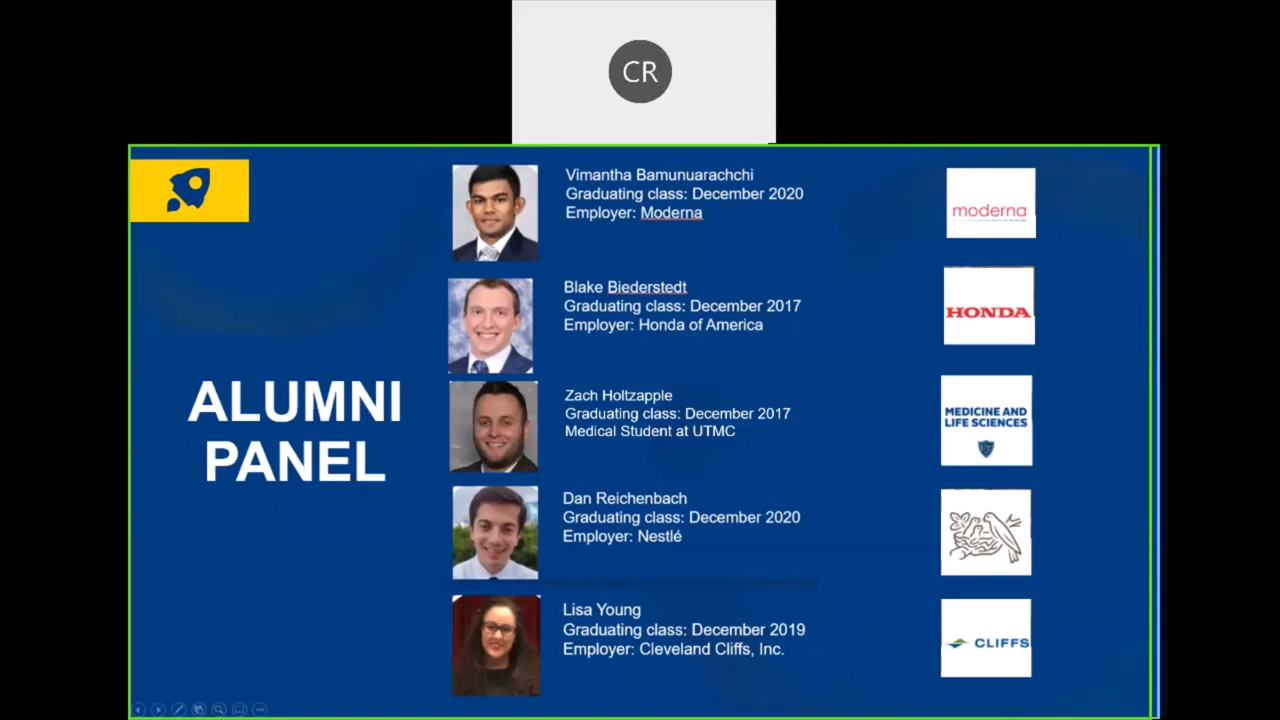 CR
ALUMNI
PANEL
Vimantha Bamunuarachchi
Graduating class: December 2020
Employer: Moderna
moderna
Blake Biederstedt
Graduating class: December 2017
Employer: Honda of America
HONDA
Zach Holtzapple
Graduating class: December 2017
Medical Student at UTMC
MEDICINE AND
LIFE SCIENCES
Dan Reichenbach
Graduating class: December 2020
Employer: Nestlé
Lisa Young
Graduating class: December 2019
Employer: Cleveland Cliffs, Inc.
CLIFFS